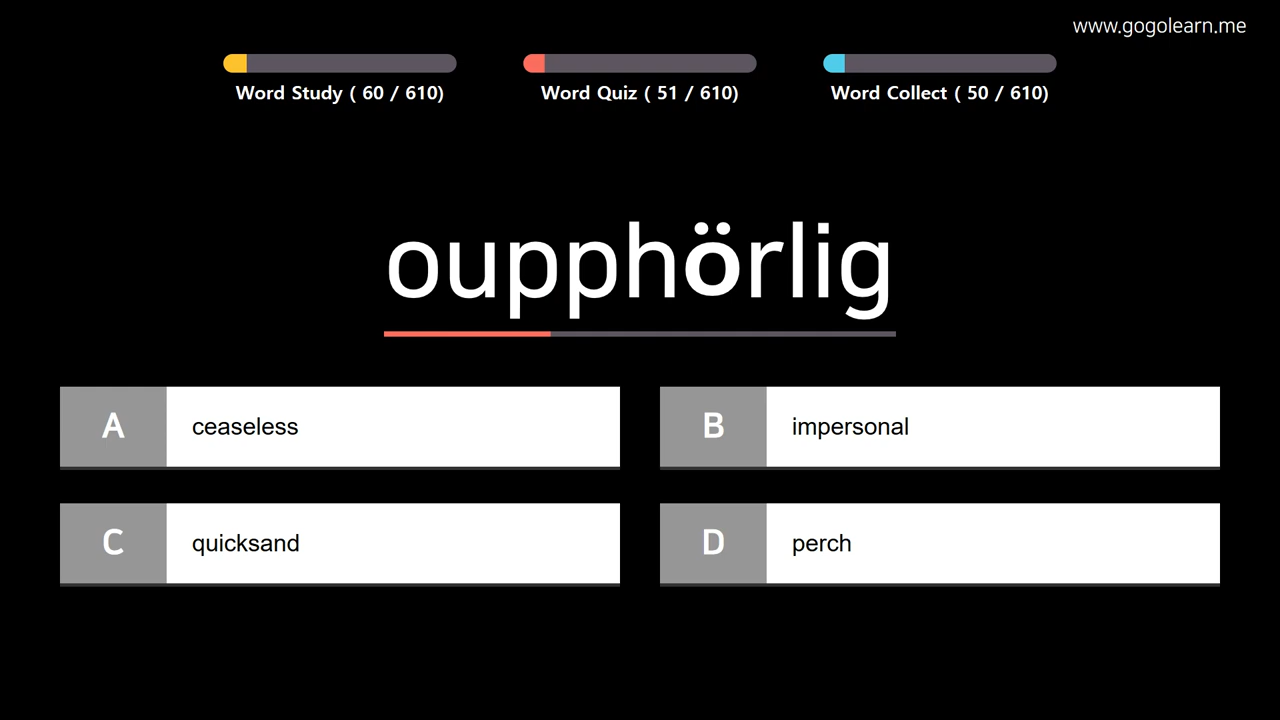 www.gogolearn.me
Word Study ( 60 / 610)
Word Quiz ( 51 / 610)
Word Collect ( 50 / 610)
oupphörlig
A ceaseless
B impersonal
C quicksand
D perch